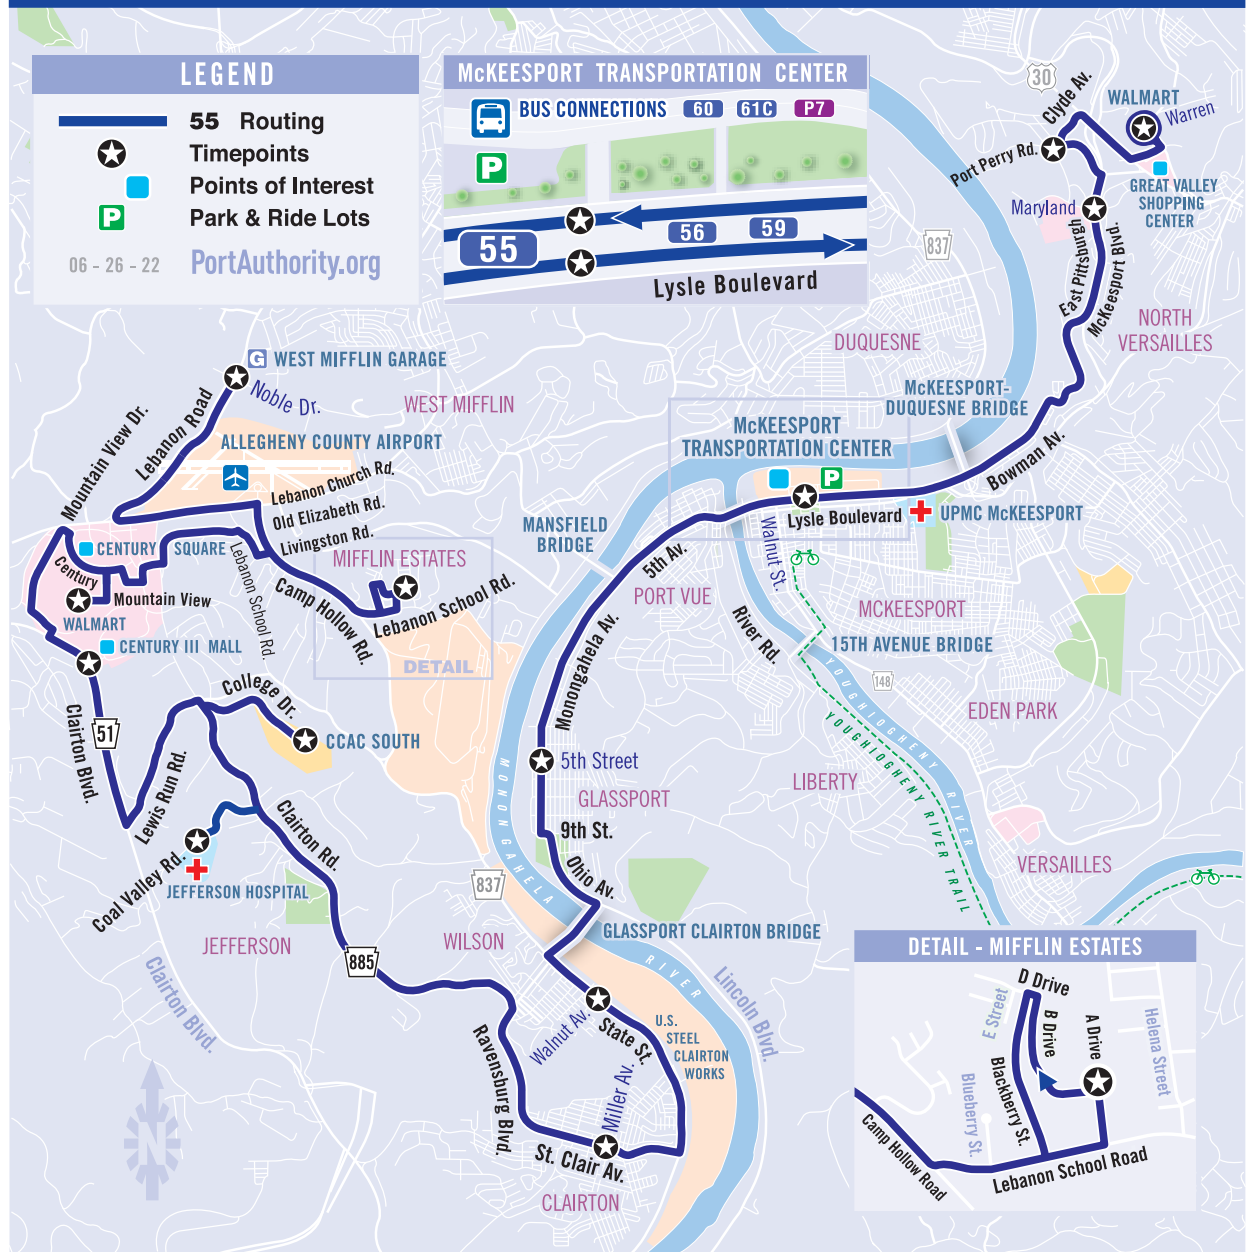 LEGEND
55 Routing
Timepoints
Points of Interest
P Park & Ride Lots
06 - 26 - 22 PortAuthority.org
McKEESPORT TRANSPORTATION CENTER
BUS CONNECTIONS 60 61C P7
P
56 59
55
Lysle Boulevard
30
Clyde Av.
WALMART
Warren
Port Perry Rd.
GREAT VALLEY
SHOPPING
CENTER
Maryland
837
East Pittsburgh
McKeesport Blvd.
NORTH
VERSAILLES
DUQUESNE
McKEESPORT-
DUQUESNE BRIDGE
McKEESPORT
TRANSPORTATION CENTER
P
Bowman Av.
Lysle Boulevard
UPMC McKEESPORT
Walnut St.
G WEST MIFFLIN GARAGE
Noble Dr.
WEST MIFFLIN
Lebanon Road
Mountain View Dr.
ALLEGHENY COUNTY AIRPORT
Lebanon Church Rd.
Old Elizabeth Rd.
Livingston Rd.
MIFFLIN ESTATES
CENTURY SQUARE
Century
Lebanon School Rd.
Mountain View
WALMART
CENTURY III MALL
Camp Hollow Rd.
Lebanon School Rd.
DETAIL
MANSFIELD
BRIDGE
5th Av.
PORT VUE
MCKEESPORT
River Rd.
15TH AVENUE BRIDGE
148
EDEN PARK
YOUGHIOGHENY RIVER
YOUGHIOGHENY RIVER TRAIL
LIBERTY
VERSAILLES
Monongahela Av.
5th Street
GLASSPORT
9th St.
Ohio Av.
MONONGAHELA
RIVER
College Dr.
CCAC SOUTH
51
Clairton Blvd.
Lewis Run Rd.
Clairton Rd.
Coal Valley Rd.
JEFFERSON HOSPITAL
JEFFERSON
Clairton Blvd.
885
837
WILSON
GLASSPORT CLAIRTON BRIDGE
Lincoln Blvd.
Walnut Av.
State St.
U.S.
STEEL
CLAIRTON
WORKS
Ravensburg Blvd.
Miller Av.
St. Clair Av.
CLAIRTON
N
DETAIL - MIFFLIN ESTATES
D Drive
E Street
B Drive
A Drive
Helena Street
Blackberry St.
Blueberry St.
Camp Hollow Road
Lebanon School Road